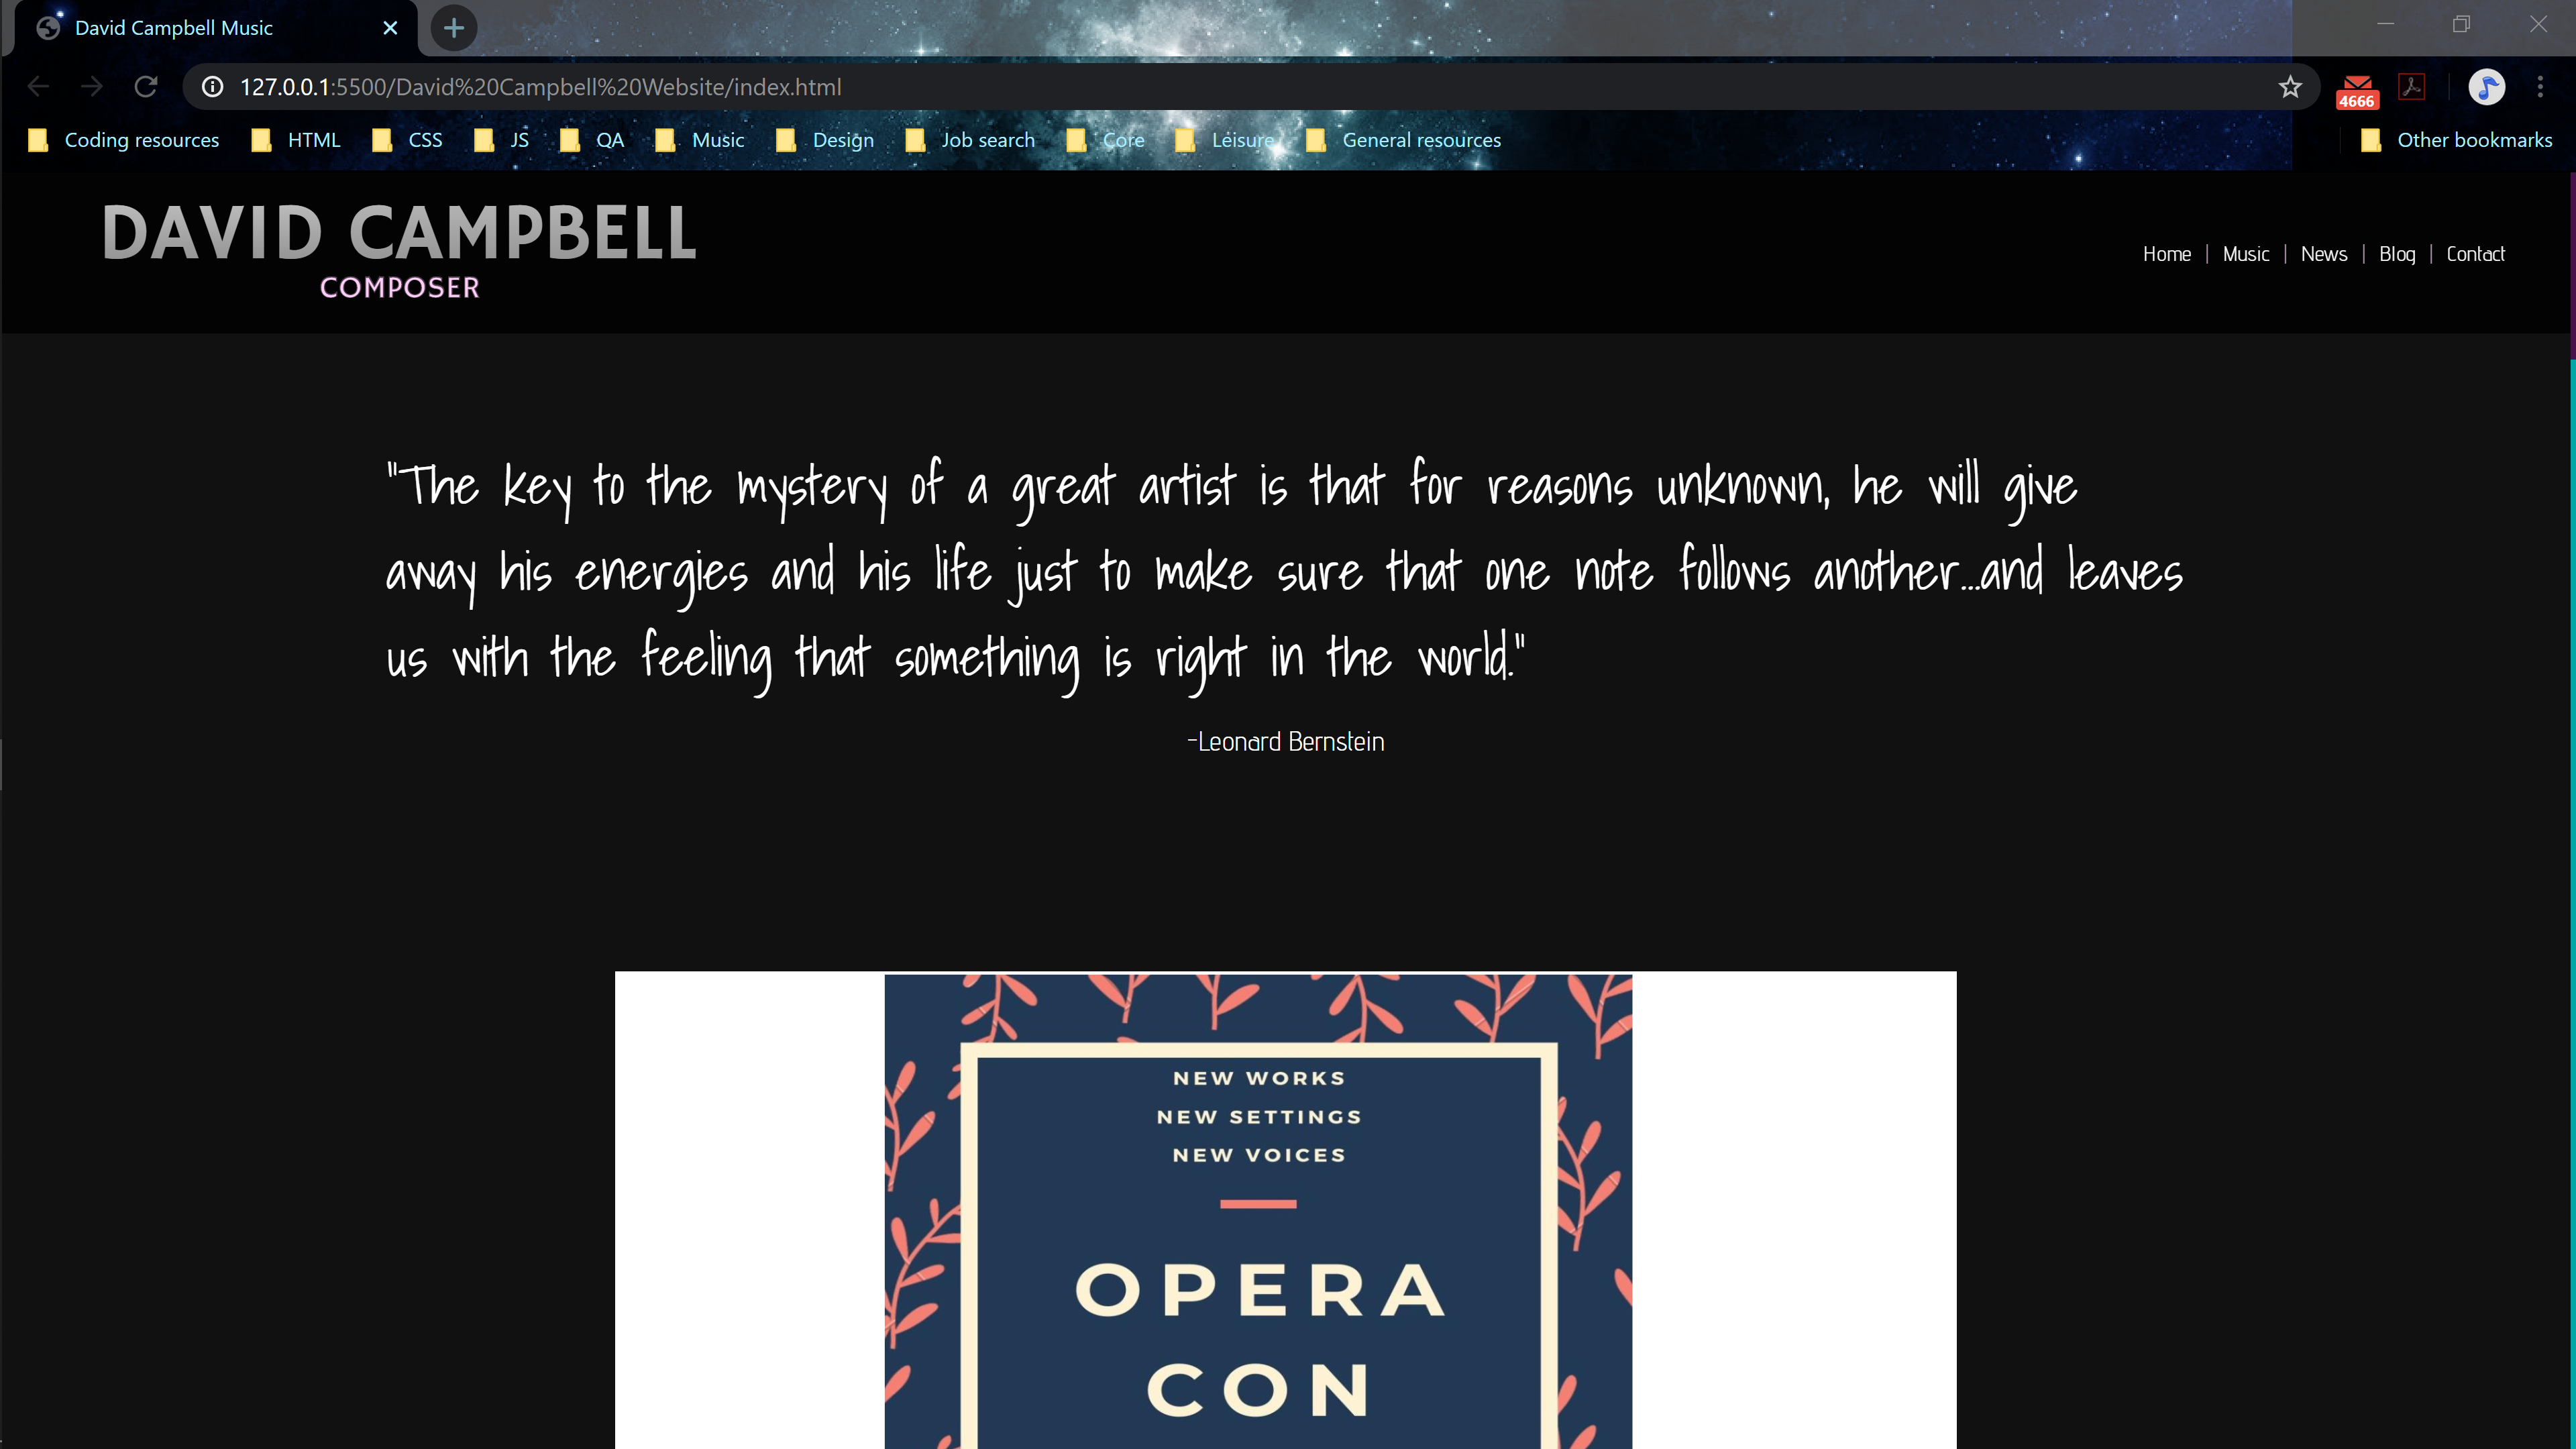 David Campbell Music
127.0.0.1:5500/David%20Campbell%20Website/index.html
4666
Coding resources HTML CSS JS QA Music Design Job search Core Leisure General resources Other bookmarks
DAVID CAMPBELL
COMPOSER
Home | Music | News | Blog | Contact
"The key to the mystery of a great artist is that for reasons unknown, he will give
away his energies and his life just to make sure that one note follows another...and leaves
us with the feeling that something is right in the world."
-Leonard Bernstein
NEW WORKS
NEW SETTINGS
NEW VOICES
OPERA
CON